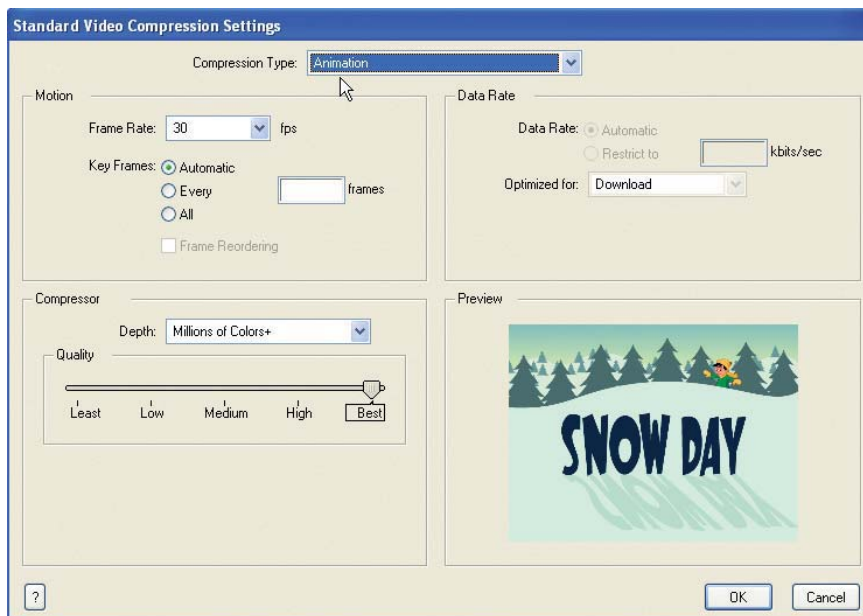 Standard Video Compression Settings
Compression Type: Animation
Motion
Frame Rate: 30 fps
Key Frames: Automatic
Every frames
All
Frame Reordering
Data Rate
Data Rate: Automatic
Restrict to kbits/sec
Optimized for: Download
Compressor
Depth: Millions of Colors+
Quality
Least Low Medium High Best
Preview
SNOW DAY
?
OK Cancel